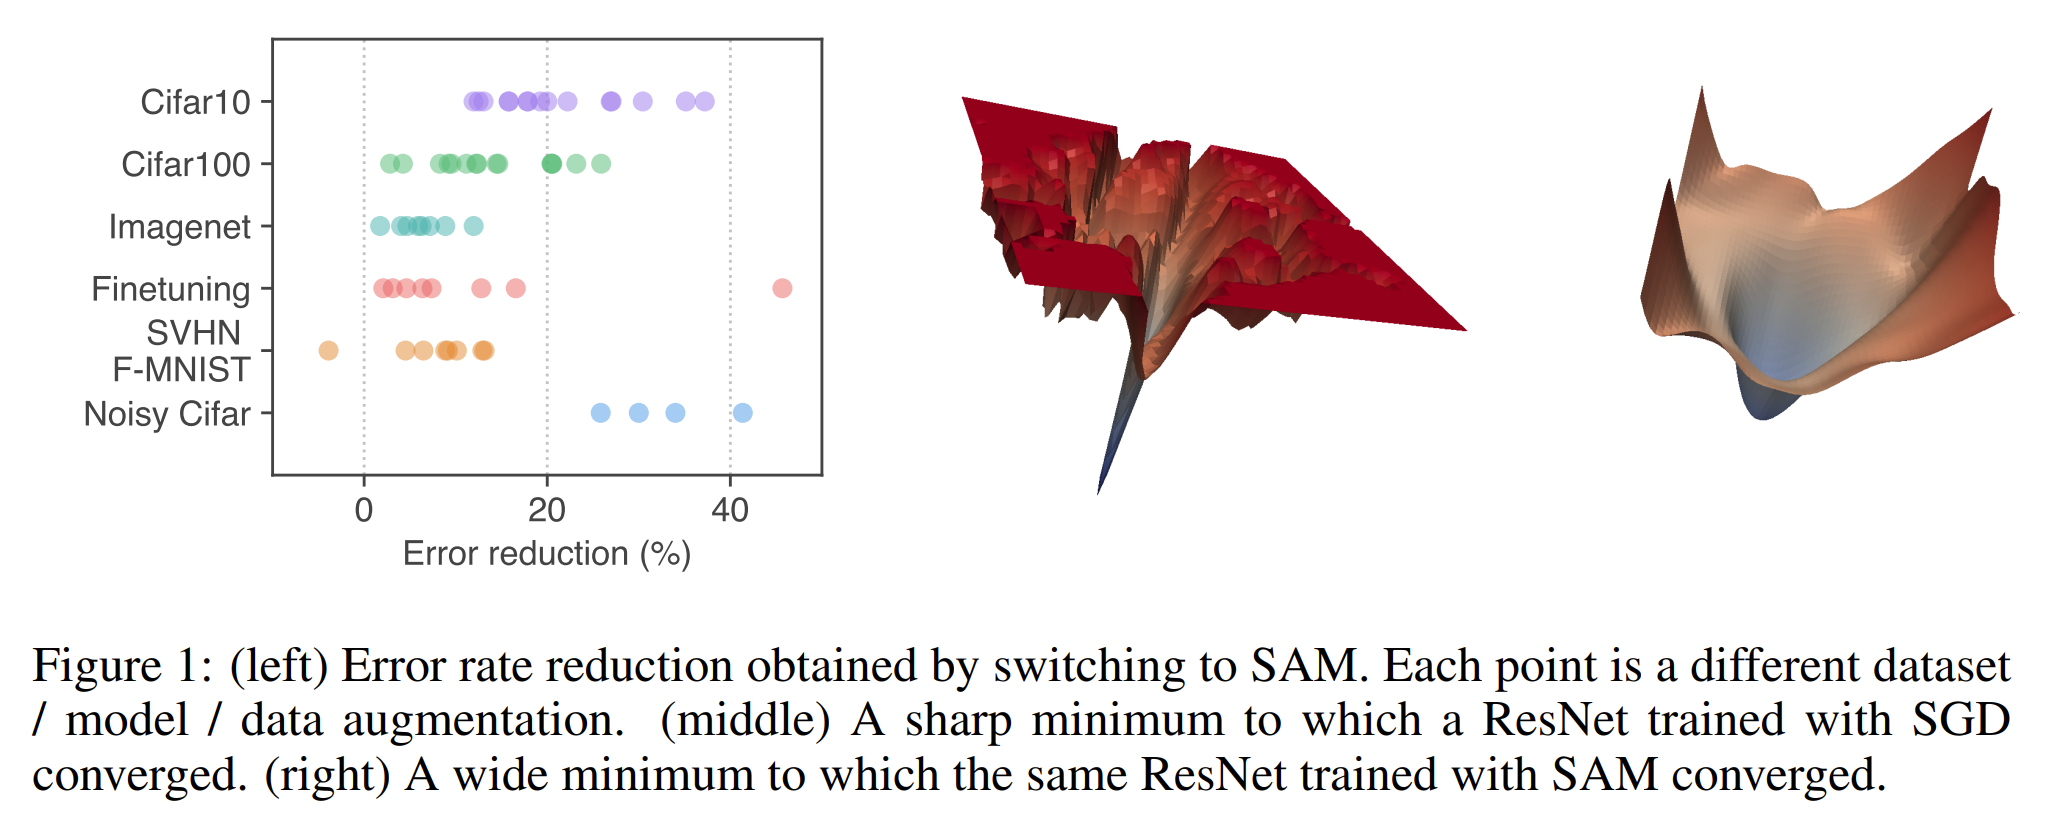 Cifar10
Cifar100
Imagenet
Finetuning
SVHN
F-MNIST
Noisy Cifar
0 20 40
Error reduction (%)
Figure 1: (left) Error rate reduction obtained by switching to SAM. Each point is a different dataset
/ model / data augmentation. (middle) A sharp minimum to which a ResNet trained with SGD
converged. (right) A wide minimum to which the same ResNet trained with SAM converged.